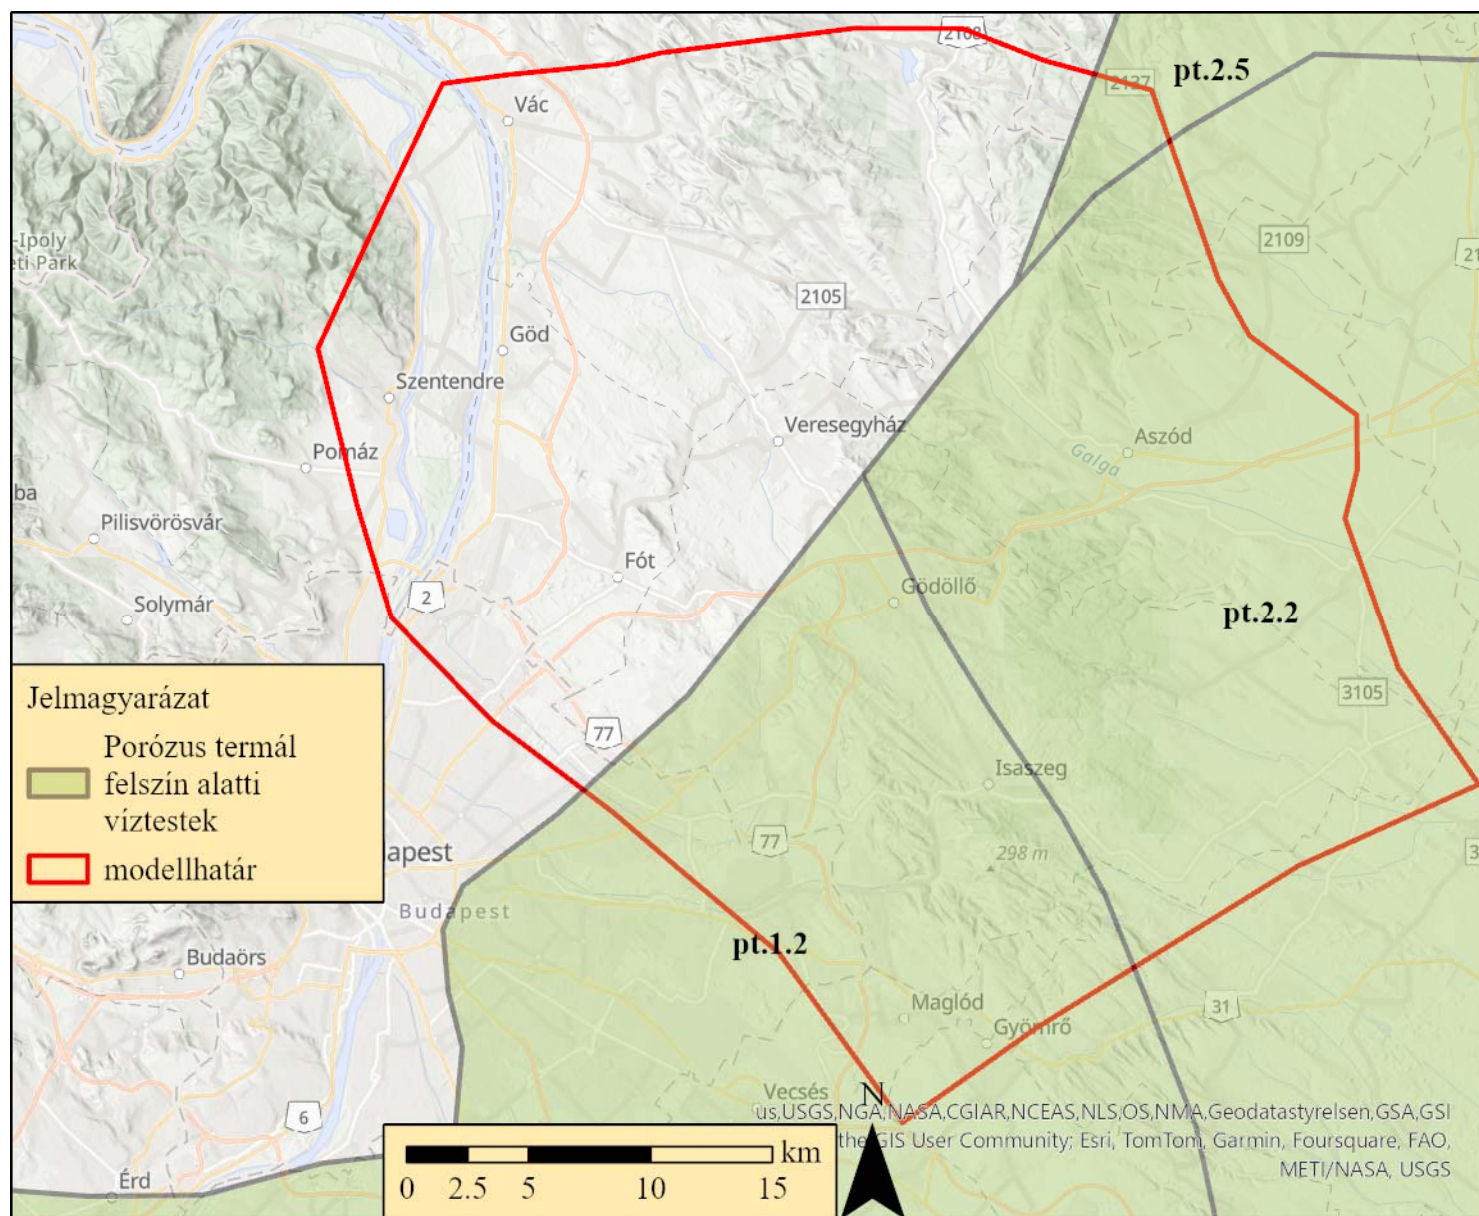 2108
pt.2.5
2137
Vác
-Ipoly
eti Park
2109
21
2105
Göd
Szentendre
Veresegyház
Aszód
Galga
Pomáz
ba
Pilisvörösvár
Fót
Gödöllő
2
Solymár
pt.2.2
Jelmagyarázat
3105
Porózus termál
felszín alatti
víztestek
77
Isaszeg
modellhatár
apest
77
298 m
3
Budapest
pt.1.2
Budaörs
Maglód
31
Gyömrő
Vecsés
N
6
us,USGS,NGA,NASA,CGIAR,NCEAS,NLS,OS,NMA,Geodatastyrelsen,GSA,GSI
the GIS User Community; Esri, TomTom, Garmin, Foursquare, FAO,
METI/NASA, USGS
km
Érd
0 2.5 5 10 15